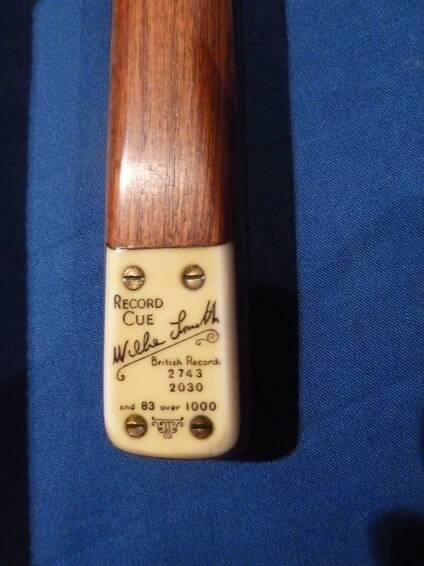 RECORD
CUE
Willie Smith
British Records
2743
2030
and 83 over 1000